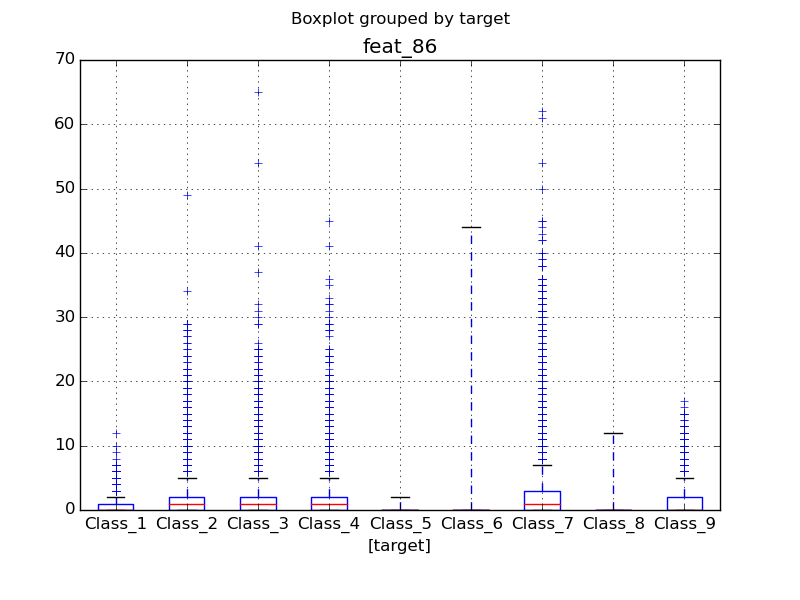 Boxplot grouped by target
feat_86
70
60
50
40
30
20
10
0
Class_1 Class_2 Class_3 Class_4 Class_5 Class_6 Class_7 Class_8 Class_9
[target]